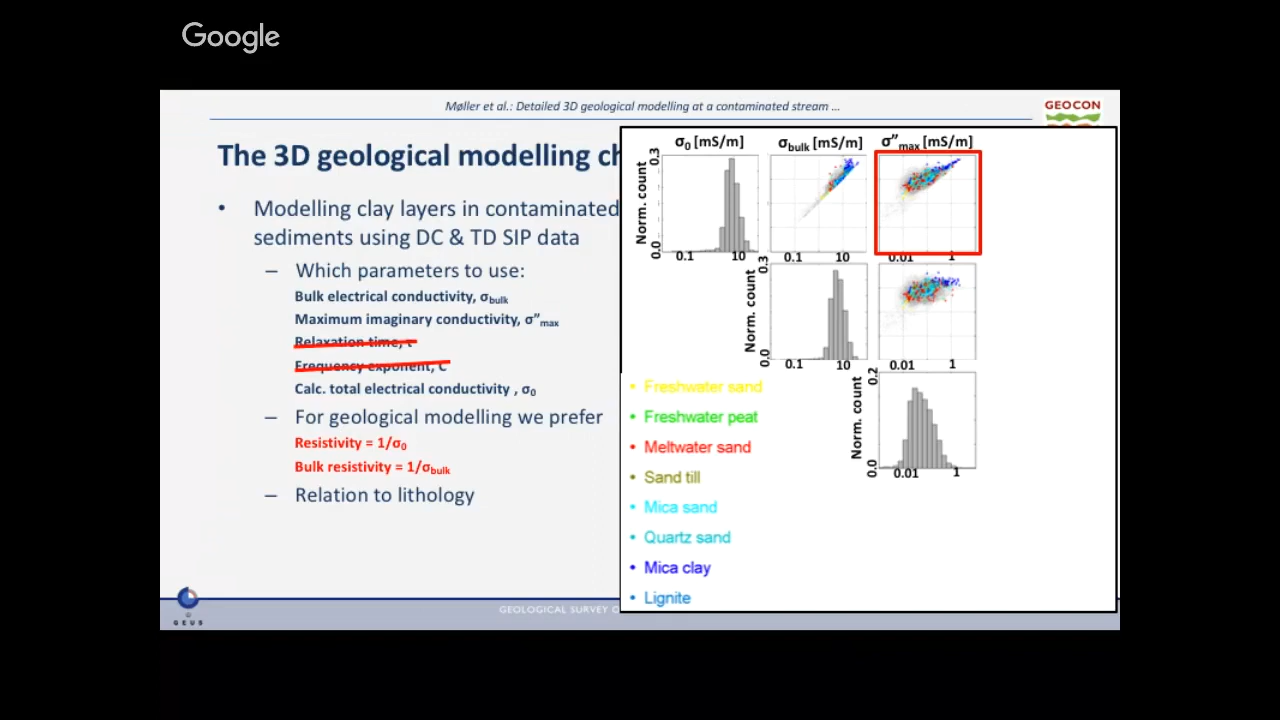 Google
Møller et al.: Detailed 3D geological modelling at a contaminated stream …
GEOCON
The 3D geological modelling ch
• Modelling clay layers in contaminated
sediments using DC & TD SIP data
– Which parameters to use:
Bulk electrical conductivity, σbulk
Maximum imaginary conductivity, σ”max
Relaxation time, τ
Frequency exponent, C
Calc. total electrical conductivity , σ0
– For geological modelling we prefer
Resistivity = 1/σ0
Bulk resistivity = 1/σbulk
– Relation to lithology
σ0 [mS/m]
σbulk [mS/m]
σ”max [mS/m]
0.3
Norm. count
0.0
0.1 10
0.1 10
0.01 1
0.3
Norm. count
0.0
0.1 10
0.01 1
0.2
Norm. count
0.0
0.01 1
• Freshwater sand
• Freshwater peat
• Meltwater sand
• Sand till
• Mica sand
• Quartz sand
• Mica clay
• Lignite
GEUS
GEOLOGICAL SURVEY O